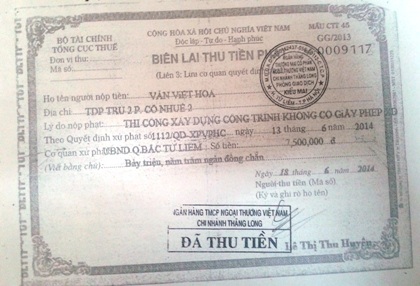 BỘ TÀI CHÍNH
TỔNG CỤC THUẾ
Đơn vị thu:
Mã số:
CỘNG HÒA XÃ HỘI CHỦ NGHĨA VIỆT NAM
Độc lập - Tự do - Hạnh phúc
MẪU CTT 45
GG/2013
0009117
BIÊN LAI THU TIỀN
(Liên 3: Lưu cơ quan quyết định
Họ tên người nộp tiền: VĂN VIỆT HÒA
Địa chỉ TDP TRU 2 P. CỔ NHUẾ 2
Lý do nộp phạt: THI CÔNG XÂY DỰNG CÔNG TRÌNH KHÔNG CÓ GIẤY PHÉP
Theo Quyết định xử phạt số 1112/QD-XPVPHC ngày 13 tháng 6 năm 2014
Cơ quan xử phạt UBND Q.BẮC TỪ LIÊM Số tiền: 7,500,000 đ
(Viết bằng chữ) Bảy triệu, năm trăm ngàn đồng chẵn
Ngày 18 tháng 6 năm 2014
Người thu tiền (Mã số)
(Ký và ghi rõ họ tên)
NGÂN HÀNG TMCP NGOẠI THƯƠNG VIỆT NAM
CHI NHÁNH THĂNG LONG
ĐÃ THU TIỀN
Lê Thị Thu Huyền